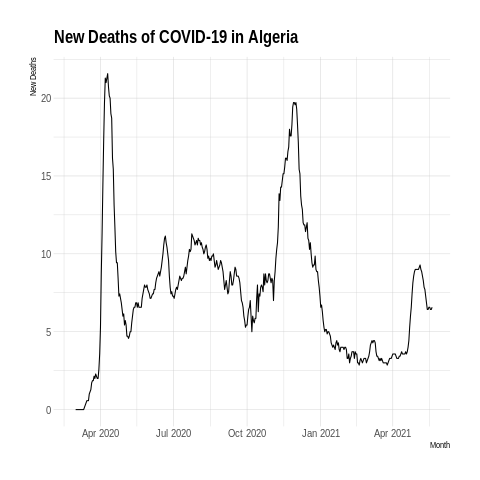 New Deaths of COVID-19 in Algeria
New Deaths
20
15
10
5
0
Apr 2020 Jul 2020 Oct 2020 Jan 2021 Apr 2021
Month